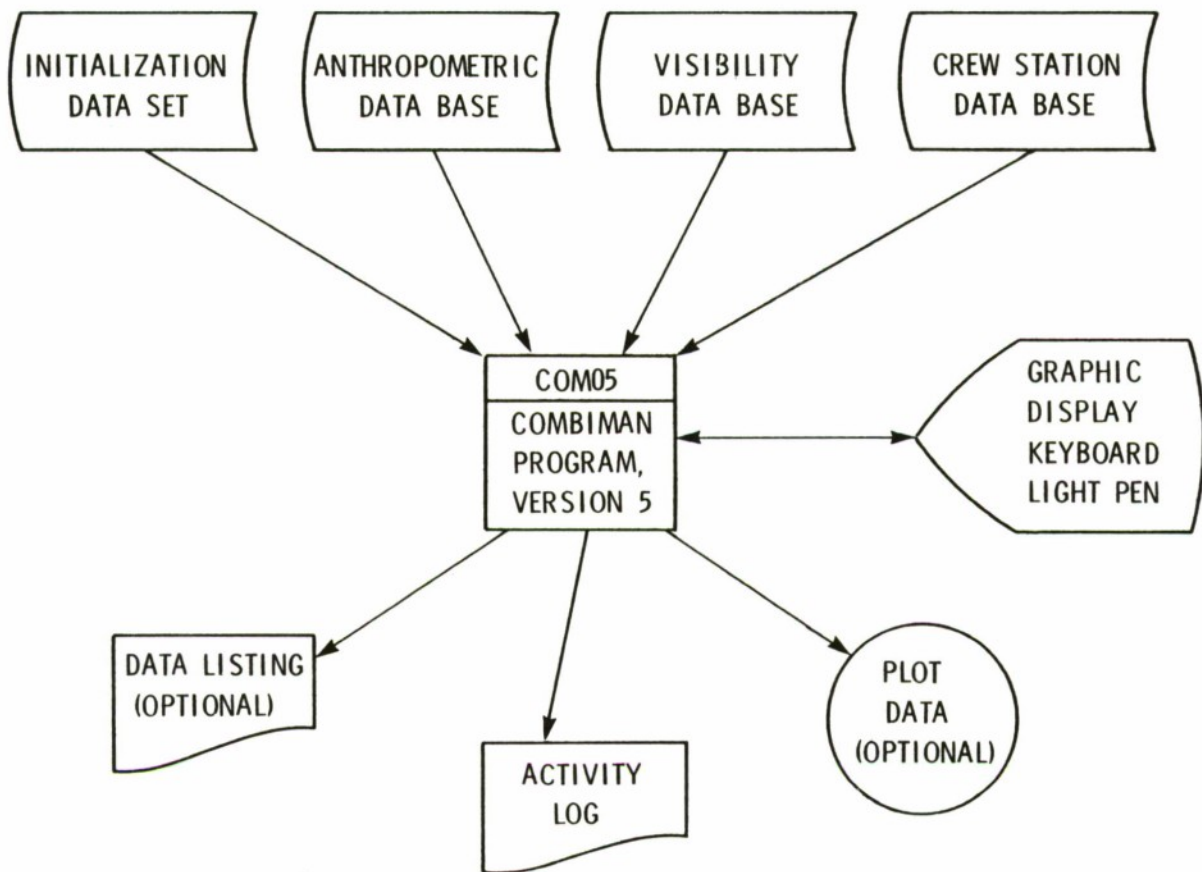 INITIALIZATION
DATA SET
ANTHROPOMETRIC
DATA BASE
VISIBILITY
DATA BASE
CREW STATION
DATA BASE
COM05
COMBIMAN
PROGRAM,
VERSION 5
GRAPHIC
DISPLAY
KEYBOARD
LIGHT PEN
DATA LISTING
(OPTIONAL)
ACTIVITY
LOG
PLOT
DATA
(OPTIONAL)